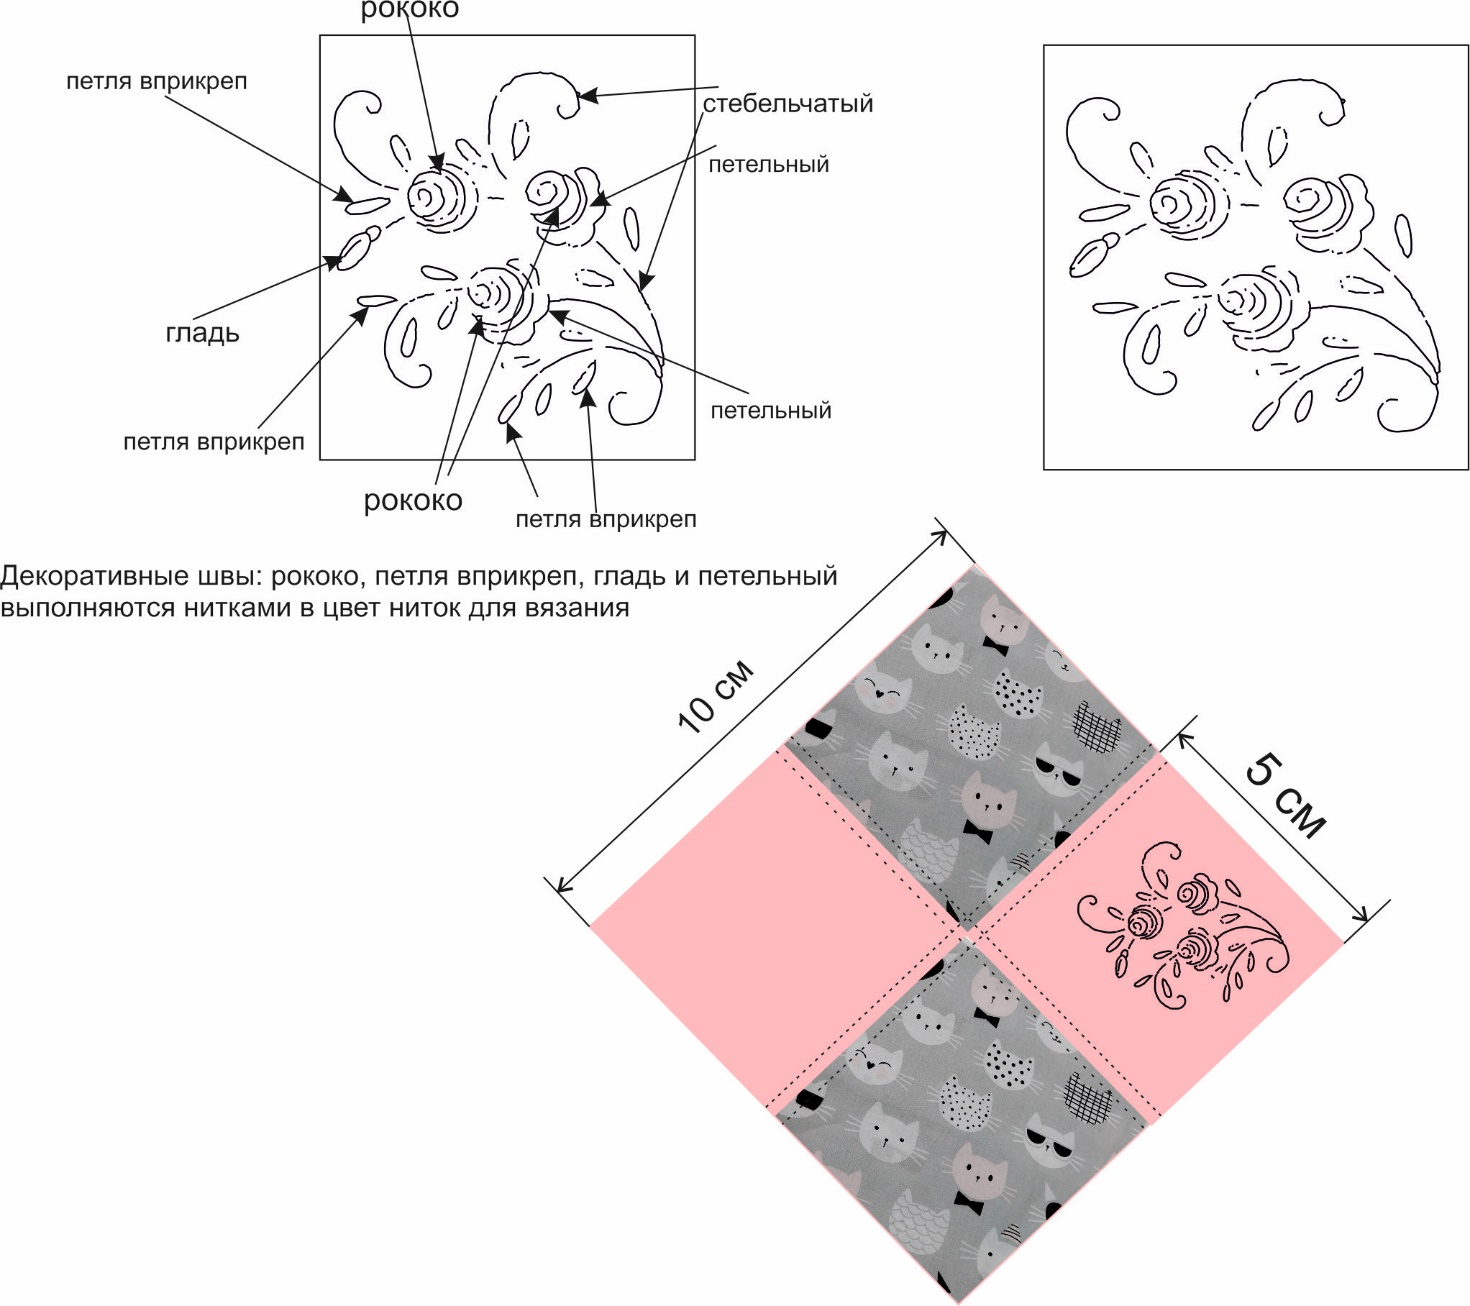 рококо
петля вприкреп
стебельчатый
петельный
гладь
петельный
петля вприкреп
рококо
петля вприкреп
Декоративные швы: рококо, петля вприкреп, гладь и петельный
выполняются нитками в цвет ниток для вязания
10 см
5 см